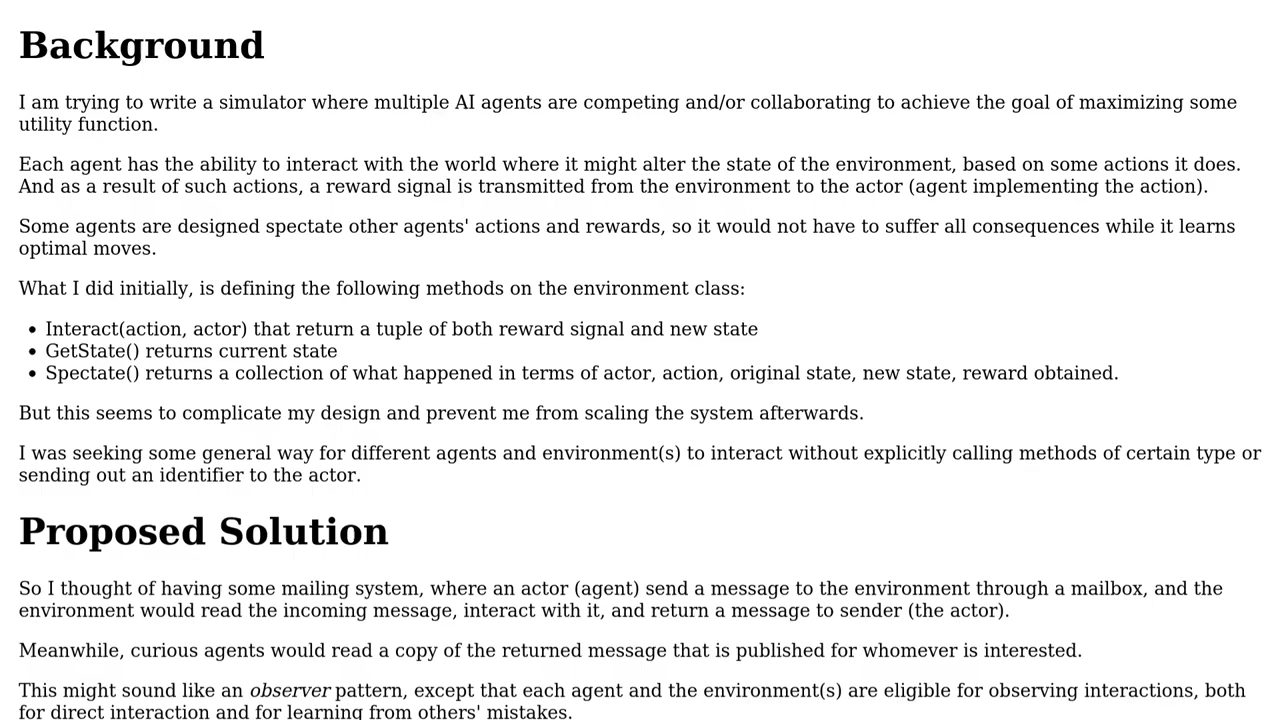 Background
I am trying to write a simulator where multiple AI agents are competing and/or collaborating to achieve the goal of maximizing some
utility function.
Each agent has the ability to interact with the world where it might alter the state of the environment, based on some actions it does.
And as a result of such actions, a reward signal is transmitted from the environment to the actor (agent implementing the action).
Some agents are designed spectate other agents' actions and rewards, so it would not have to suffer all consequences while it learns
optimal moves.
What I did initially, is defining the following methods on the environment class:
• Interact(action, actor) that return a tuple of both reward signal and new state
• GetState() returns current state
• Spectate() returns a collection of what happened in terms of actor, action, original state, new state, reward obtained.
But this seems to complicate my design and prevent me from scaling the system afterwards.
I was seeking some general way for different agents and environment(s) to interact without explicitly calling methods of certain type or
sending out an identifier to the actor.
Proposed Solution
So I thought of having some mailing system, where an actor (agent) send a message to the environment through a mailbox, and the
environment would read the incoming message, interact with it, and return a message to sender (the actor).
Meanwhile, curious agents would read a copy of the returned message that is published for whomever is interested.
This might sound like an observer pattern, except that each agent and the environment(s) are eligible for observing interactions, both
for direct interaction and for learning from others' mistakes.